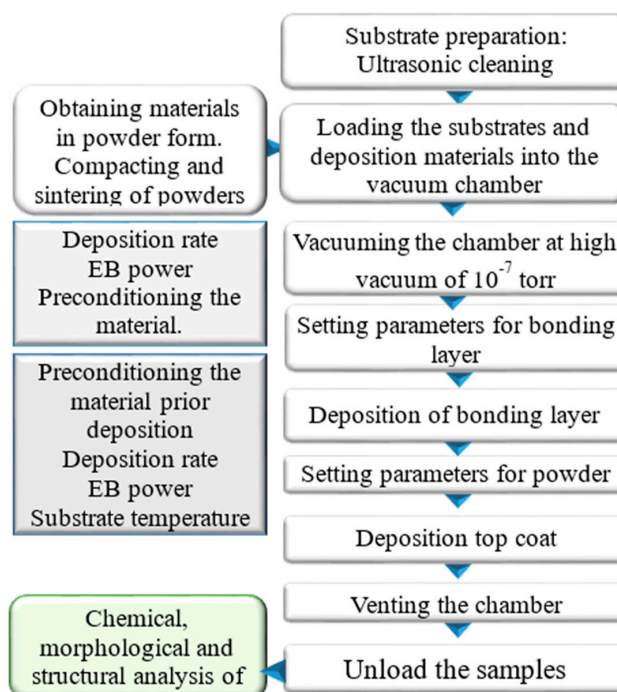 Substrate preparation:
Ultrasonic cleaning
Obtaining materials
in powder form.
Compacting and
sintering of powders
Loading the substrates and
deposition materials into the
vacuum chamber
Deposition rate
EB power
Preconditioning the
material.
Vacuuming the chamber at high
vacuum of 10⁻⁷ torr
Setting parameters for bonding
layer
Preconditioning the
material prior
deposition
Deposition rate
EB power
Substrate temperature
Deposition of bonding layer
Setting parameters for powder
Deposition top coat
Venting the chamber
Chemical,
morphological and
structural analysis of
Unload the samples